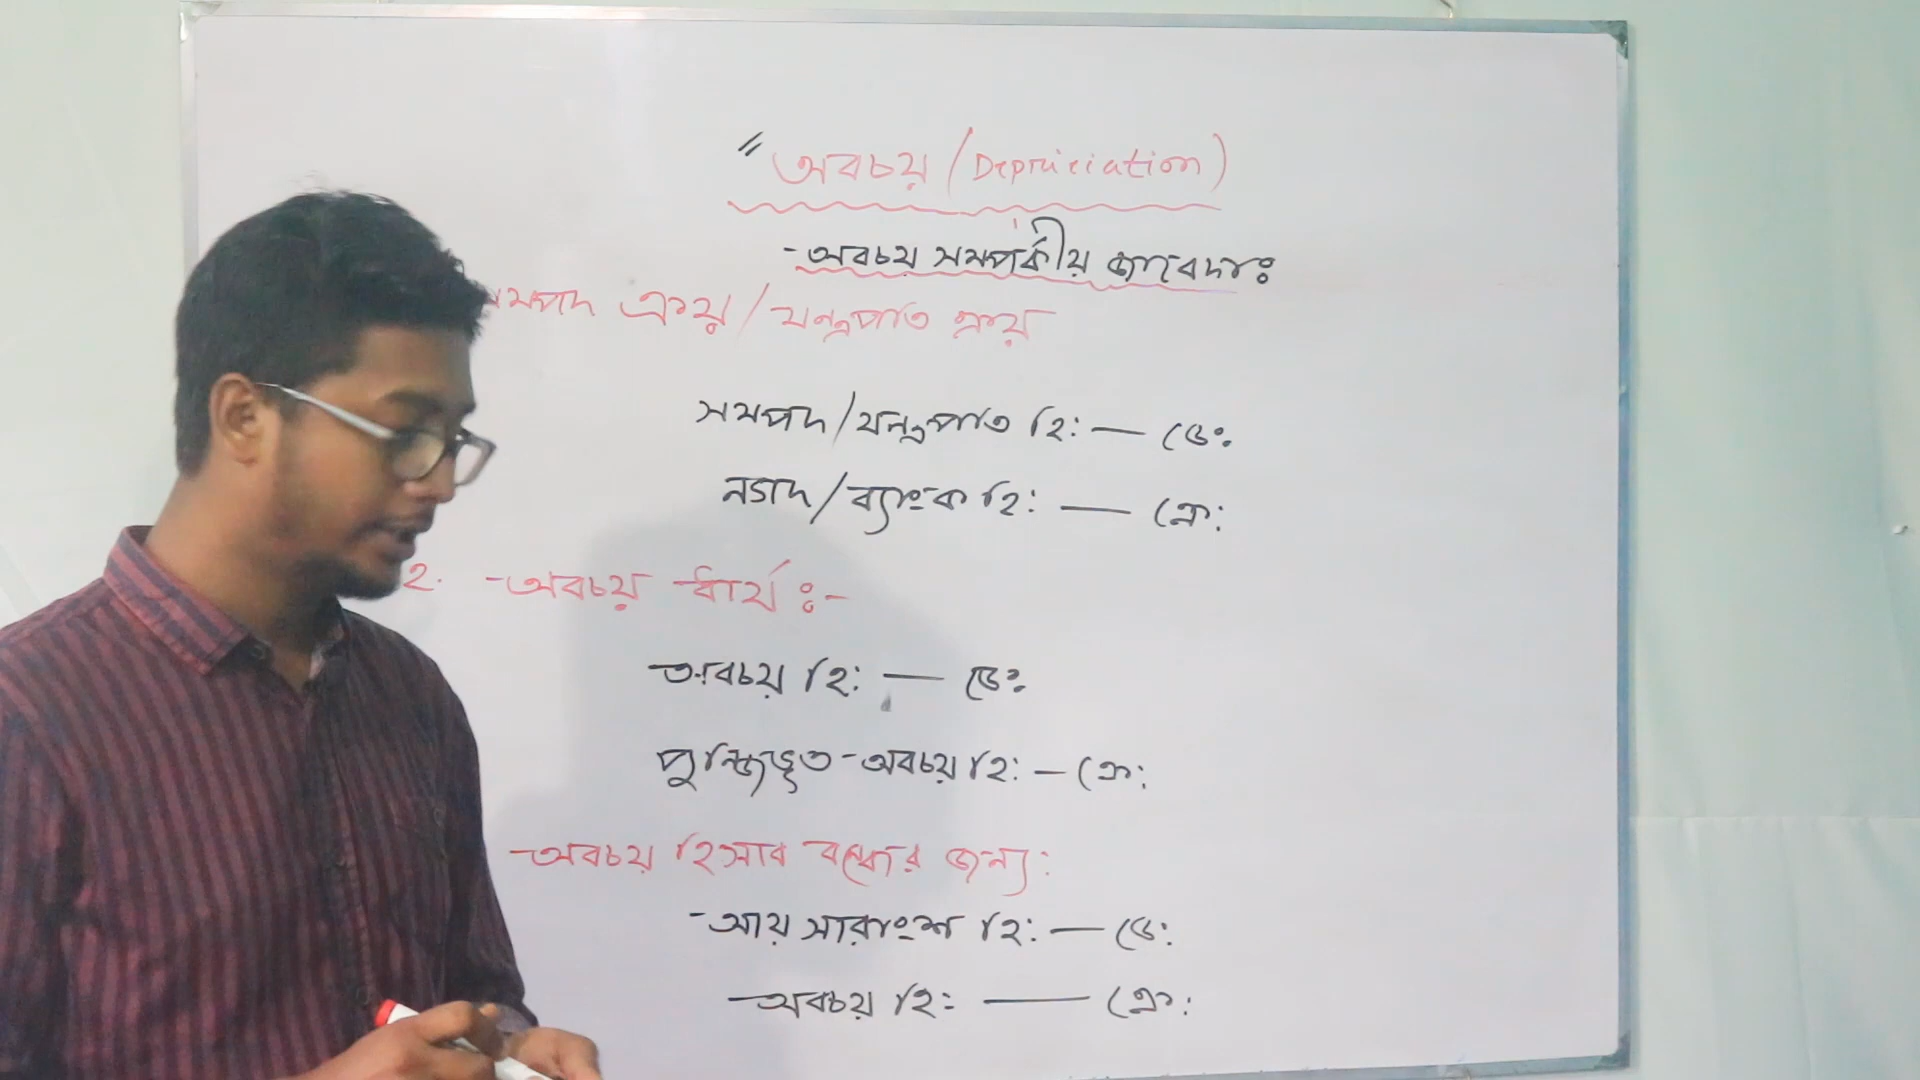 " অবচয় (Depriciation)
- অবচয় সম্পর্কীয় জাবেদাঃ
সম্পদ ক্রয় / যন্ত্রপাতি ক্রয়
সম্পদ / যন্ত্রপাতি হি: — ডেঃ
নগদ / ব্যাংক হি: — ক্রে:
২. - অবচয় ধার্য ঃ-
অবচয় হি: — ডেঃ
পুঞ্জিভূত - অবচয় হি: — ক্রে:
- অবচয় হিসাব বন্ধের জন্য:
- আয় সারাংশ হি: — ডে:
- অবচয় হি: — ক্রে: